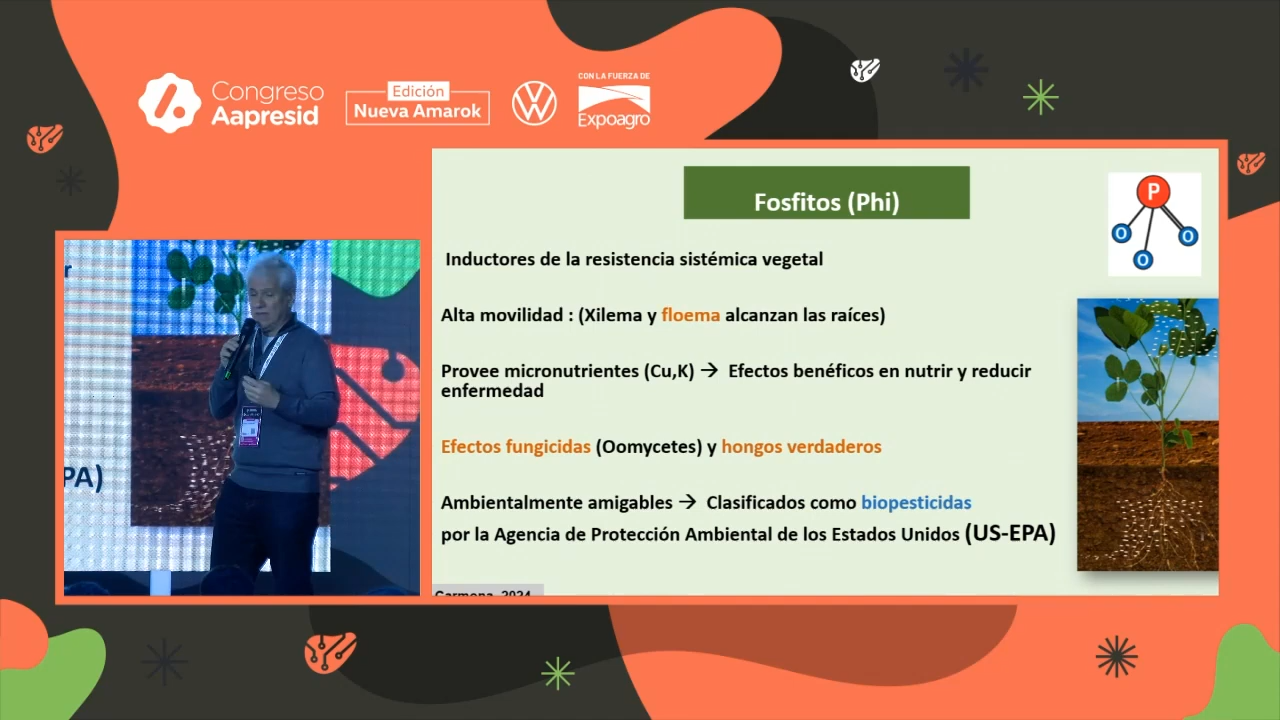 Congreso
Aapresid
Edición
Nueva Amarok
CON LA FUERZA DE
Expoagro
Fosfitos (Phi)
P
O
O
O
Inductores de la resistencia sistémica vegetal
Alta movilidad : (Xilema y floema alcanzan las raíces)
Provee micronutrientes (Cu,K) → Efectos benéficos en nutrir y reducir
enfermedad
Efectos fungicidas (Oomycetes) y hongos verdaderos
Ambientalmente amigables → Clasificados como biopesticidas
por la Agencia de Protección Ambiental de los Estados Unidos (US-EPA)
Carmona, 2024
PA)